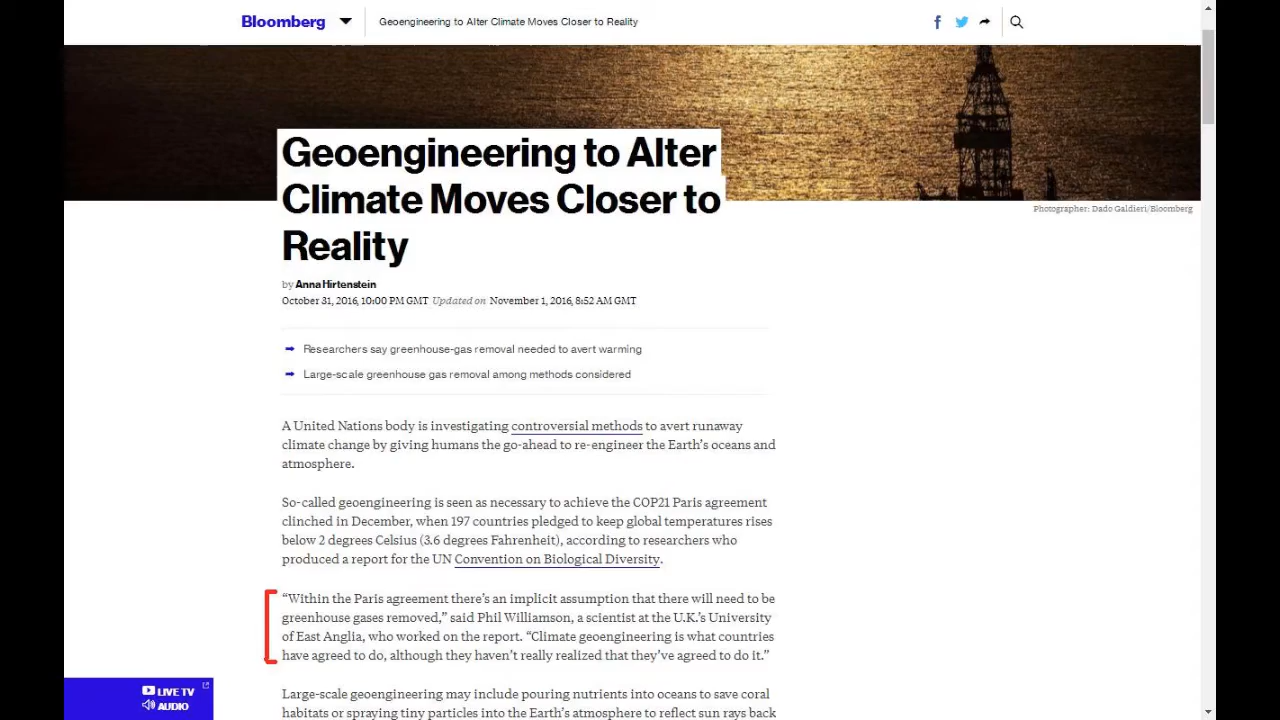 Bloomberg
Geoengineering to Alter Climate Moves Closer to Reality
Geoengineering to Alter
Climate Moves Closer to
Reality
Photographer: Dado Galdieri/Bloomberg
by Anna Hirtenstein
October 31, 2016, 10:00 PM GMT Updated on November 1, 2016, 8:52 AM GMT
Researchers say greenhouse-gas removal needed to avert warming
Large-scale greenhouse gas removal among methods considered
A United Nations body is investigating controversial methods to avert runaway
climate change by giving humans the go-ahead to re-engineer the Earth's oceans and
atmosphere.
So-called geoengineering is seen as necessary to achieve the COP21 Paris agreement
clinched in December, when 197 countries pledged to keep global temperatures rises
below 2 degrees Celsius (3.6 degrees Fahrenheit), according to researchers who
produced a report for the UN Convention on Biological Diversity.
“Within the Paris agreement there's an implicit assumption that there will need to be
greenhouse gases removed,” said Phil Williamson, a scientist at the U.K.'s University
of East Anglia, who worked on the report. “Climate geoengineering is what countries
have agreed to do, although they haven't really realized that they've agreed to do it.”
Large-scale geoengineering may include pouring nutrients into oceans to save coral
habitats or spraying tiny particles into the Earth's atmosphere to reflect sun rays back
LIVE TV
AUDIO